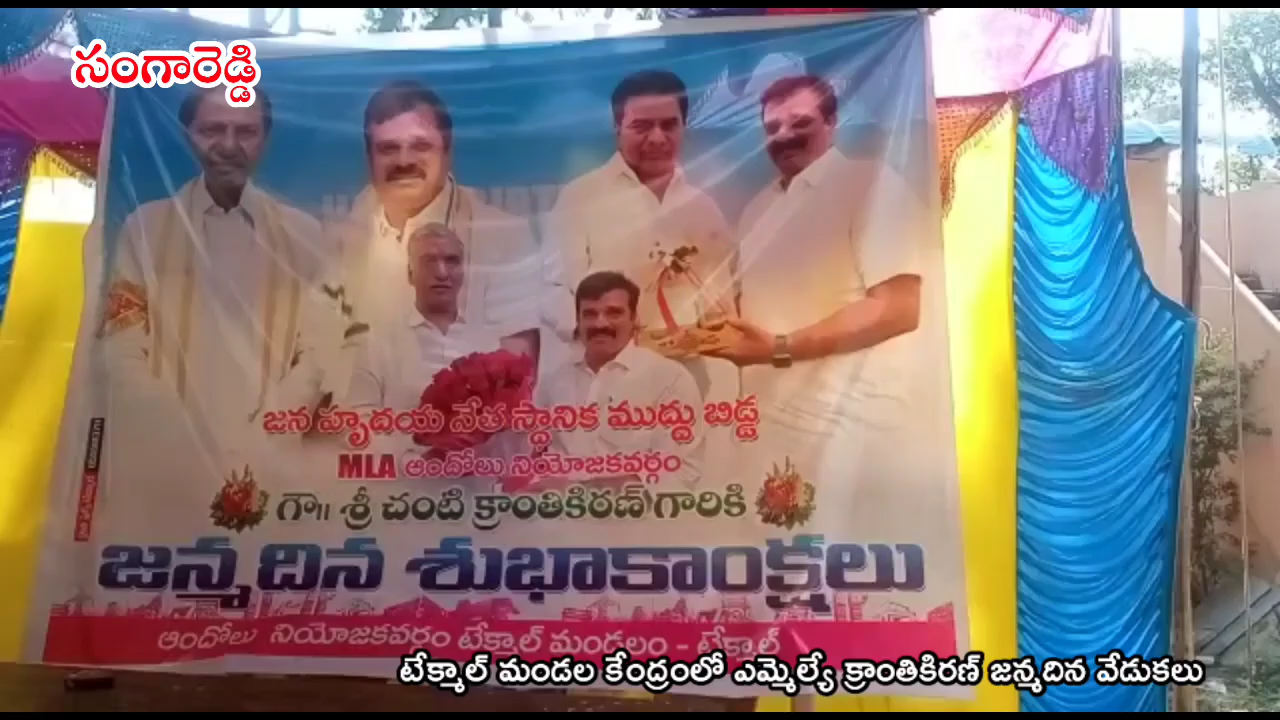 సంగారెడ్డి
జన హృదయ నేత స్థానిక ముద్దు బిడ్డ
MLA ఆందోలు నియోజకవర్గం
గౌ॥ శ్రీ చంటి క్రాంతికిరణ్ గారికి
జన్మదిన శుభాకాంక్షలు
ఆందోలు నియోజకవర్గం టేక్మాల్ మండలం - టేక్మాల్
టేక్మాల్ మండల కేంద్రంలో ఎమ్మెల్యే క్రాంతికిరణ్ జన్మదిన వేడుకలు